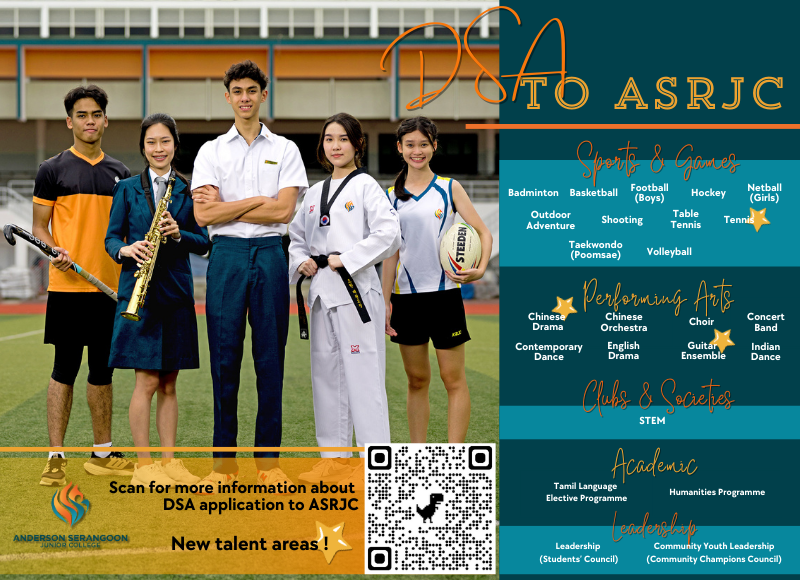 DSA
TO ASRJC
Sports & Games
Badminton Basketball Football (Boys) Hockey Netball (Girls)
Outdoor Adventure Shooting Table Tennis Tennis
Taekwondo (Poomsae) Volleyball
Performing Arts
Chinese Drama Chinese Orchestra Choir Concert Band
Contemporary Dance English Drama Guitar Ensemble Indian Dance
Clubs & Societies
STEM
Academic
Tamil Language Elective Programme Humanities Programme
Leadership
Leadership (Students' Council) Community Youth Leadership (Community Champions Council)
STEEDEN
Scan for more information about
DSA application to ASRJC
New talent areas !
ANDERSON SERANGOON
JUNIOR COLLEGE